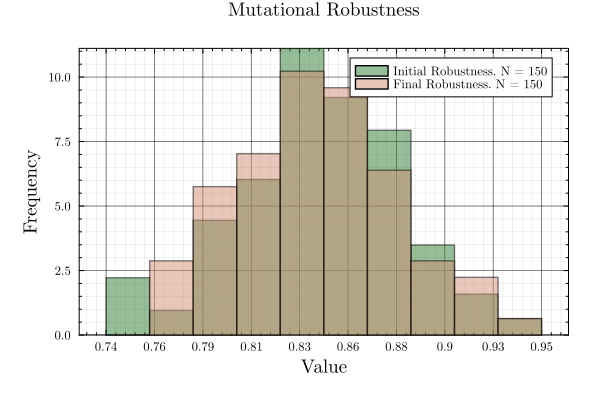 Mutational Robustness
Initial Robustness. N = 150
Final Robustness. N = 150
Frequency
10.0
7.5
5.0
2.5
0.0
0.74 0.76 0.79 0.81 0.83 0.86 0.88 0.9 0.93 0.95
Value